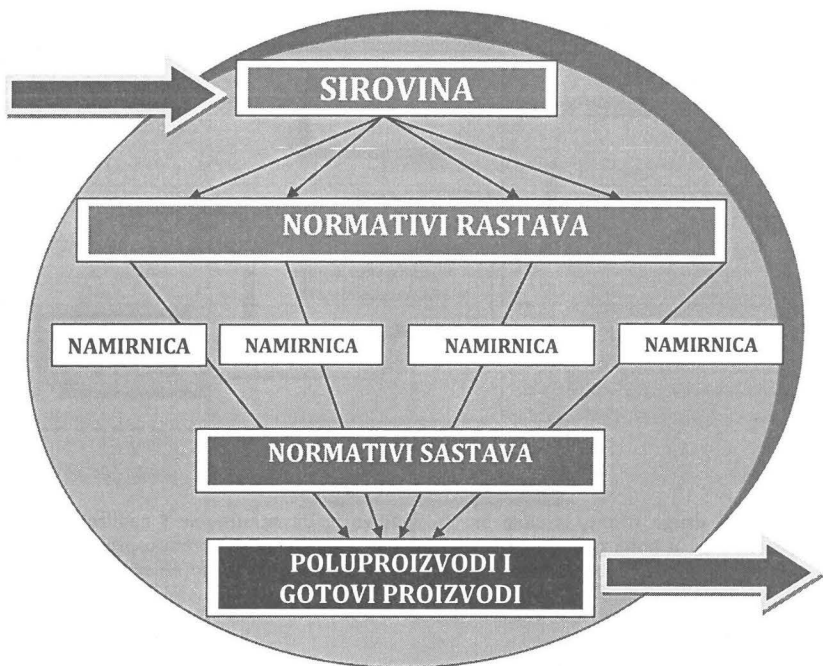 SIROVINA
NORMATIVI RASTAVA
NAMIRNICA
NAMIRNICA
NAMIRNICA
NAMIRNICA
NORMATIVI SASTAVA
POLUPROIZVODI I
GOTOVI PROIZVODI